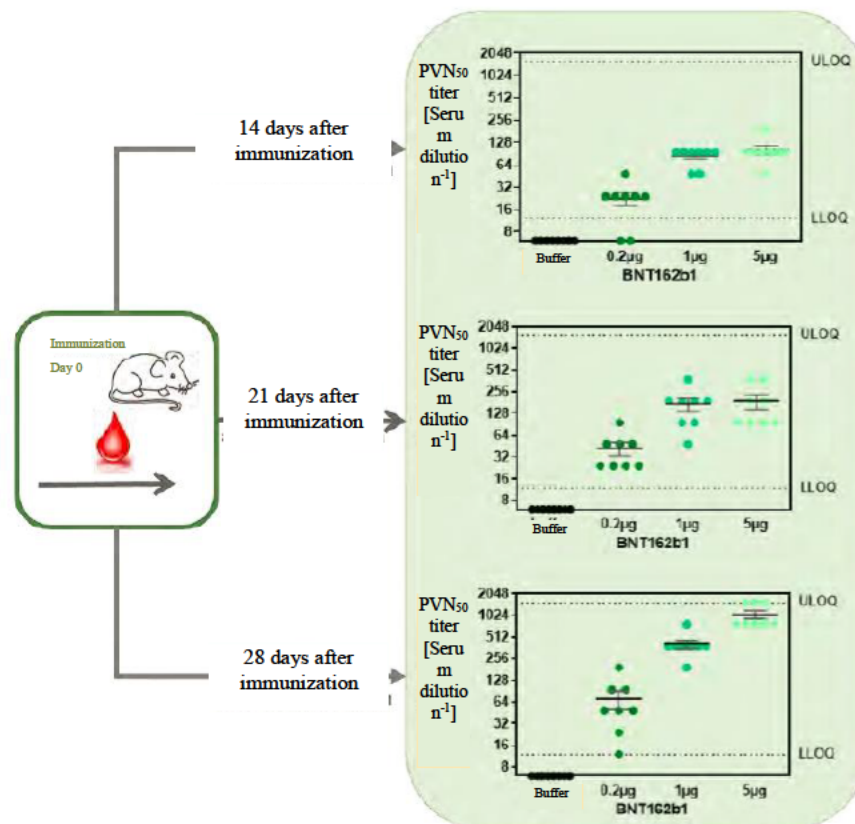 Immunization
Day 0
14 days after
immunization
21 days after
immunization
28 days after
immunization
PVN₅₀
titer
[Seru
m
dilutio
n⁻¹]
2048
1024
512
256
128
64
32
16
8
ULOQ
LLOQ
Buffer
0.2µg
1µg
5µg
BNT162b1
PVN₅₀
titer
[Seru
m
dilutio
n⁻¹]
2048
1024
512
256
128
64
32
16
8
ULOQ
LLOQ
Buffer
0.2µg
1µg
5µg
BNT162b1
PVN₅₀
titer
[Seru
m
dilutio
n⁻¹]
2048
1024
512
256
128
64
32
16
8
ULOQ
LLOQ
Buffer
0.2µg
1µg
5µg
BNT162b1